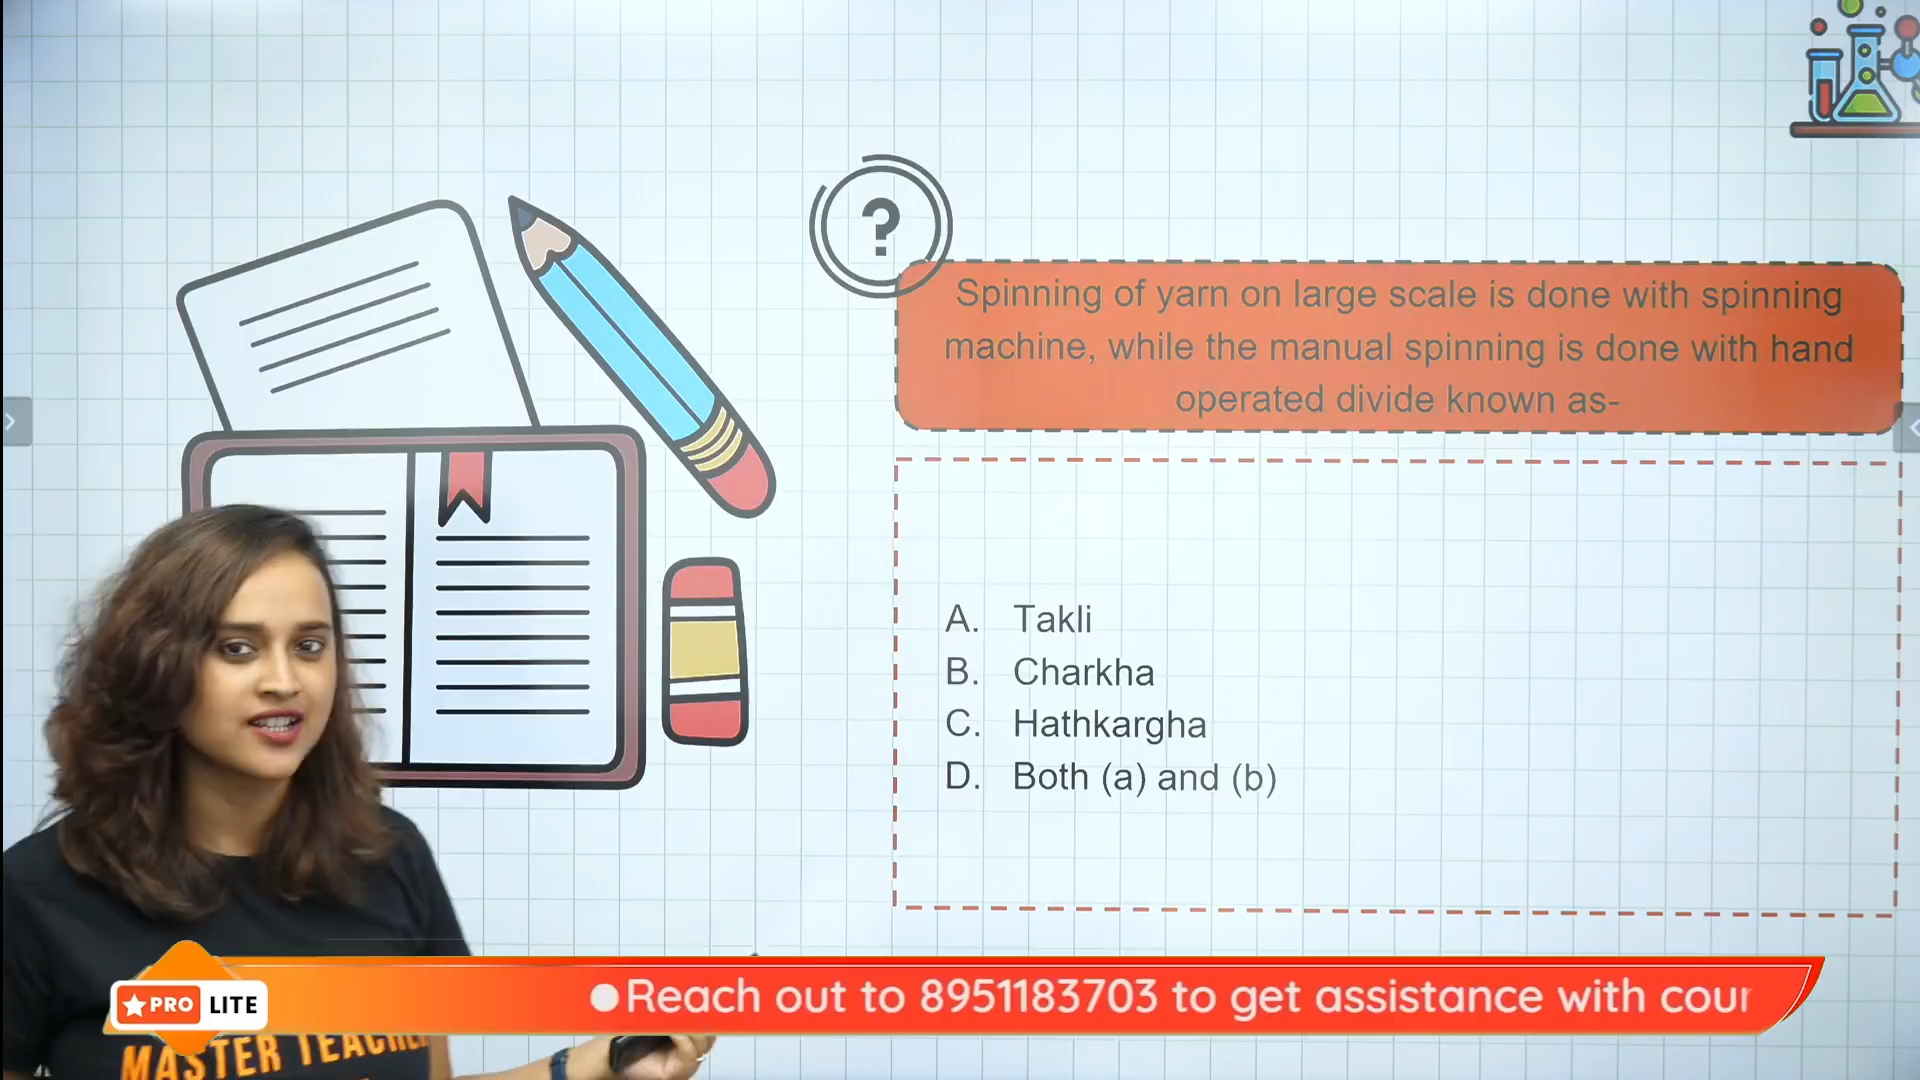 ?
Spinning of yarn on large scale is done with spinning
machine, while the manual spinning is done with hand
operated divide known as-
A. Takli
B. Charkha
C. Hathkargha
D. Both (a) and (b)
PRO LITE
Reach out to 8951183703 to get assistance with cour
MASTER TEACHER